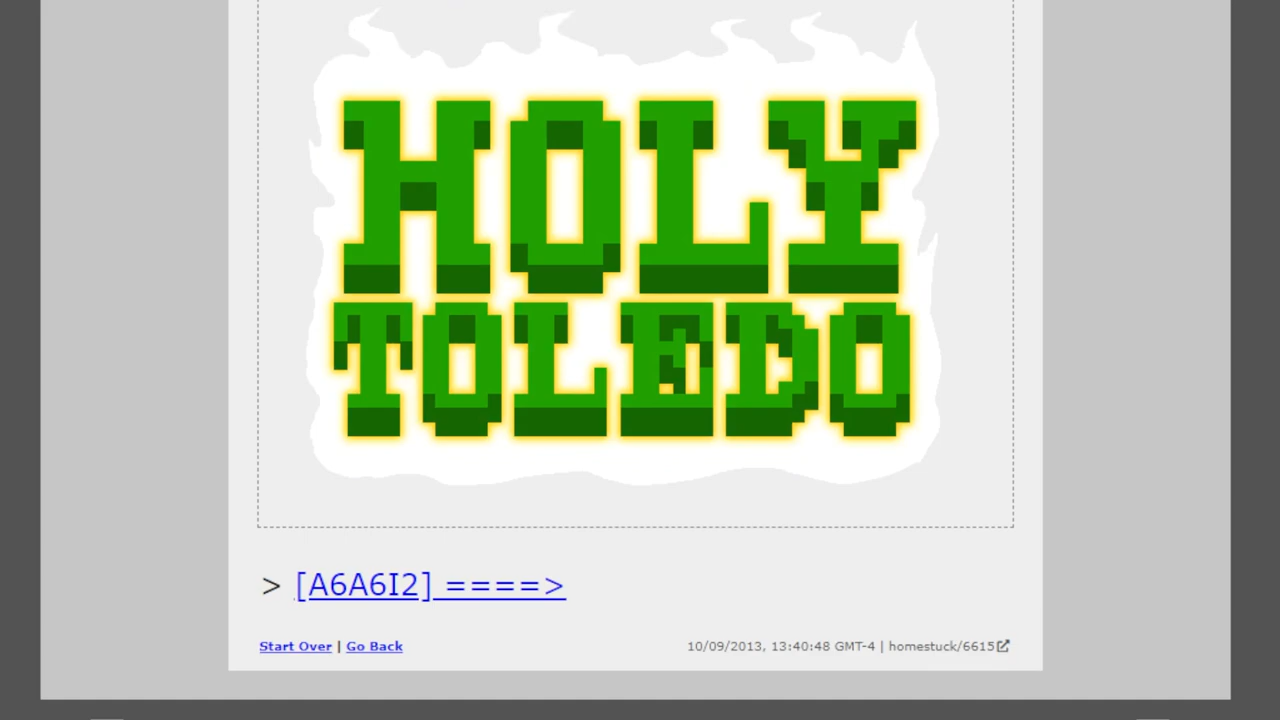 HOLY
TOLEDO
> [A6A6I2] ====>
Start Over | Go Back
10/09/2013, 13:40:48 GMT-4 | homestuck/6615